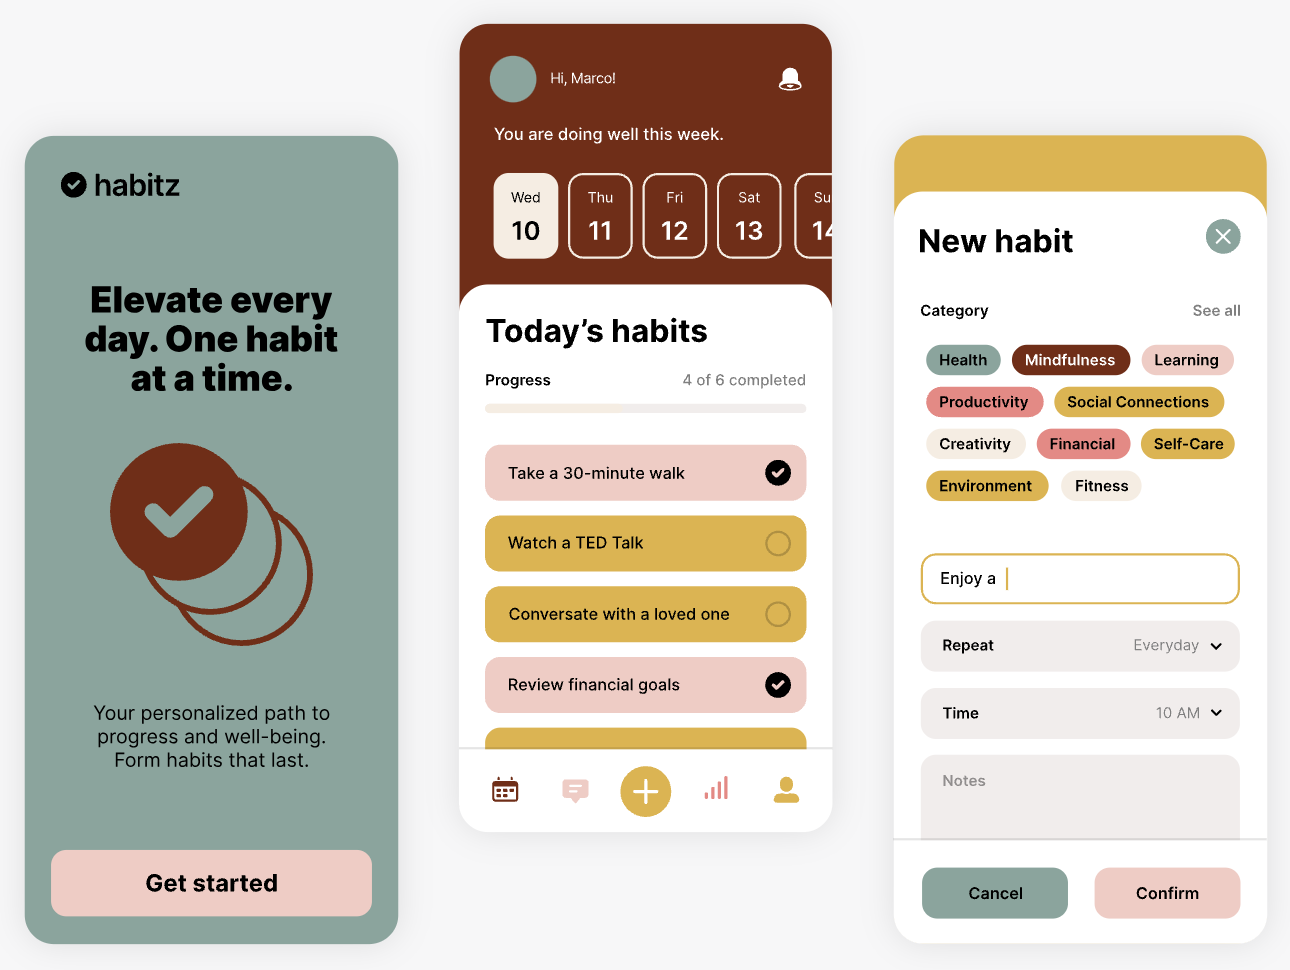 habitz
Elevate every
day. One habit
at a time.
Your personalized path to
progress and well-being.
Form habits that last.
Get started
Hi, Marco!
You are doing well this week.
Wed Thu Fri Sat Su
10 11 12 13 14
Today’s habits
Progress 4 of 6 completed
Take a 30-minute walk
Watch a TED Talk
Conversate with a loved one
Review financial goals
New habit
Category See all
Health Mindfulness Learning
Productivity Social Connections
Creativity Financial Self-Care
Environment Fitness
Enjoy a
Repeat Everyday
Time 10 AM
Notes
Cancel Confirm